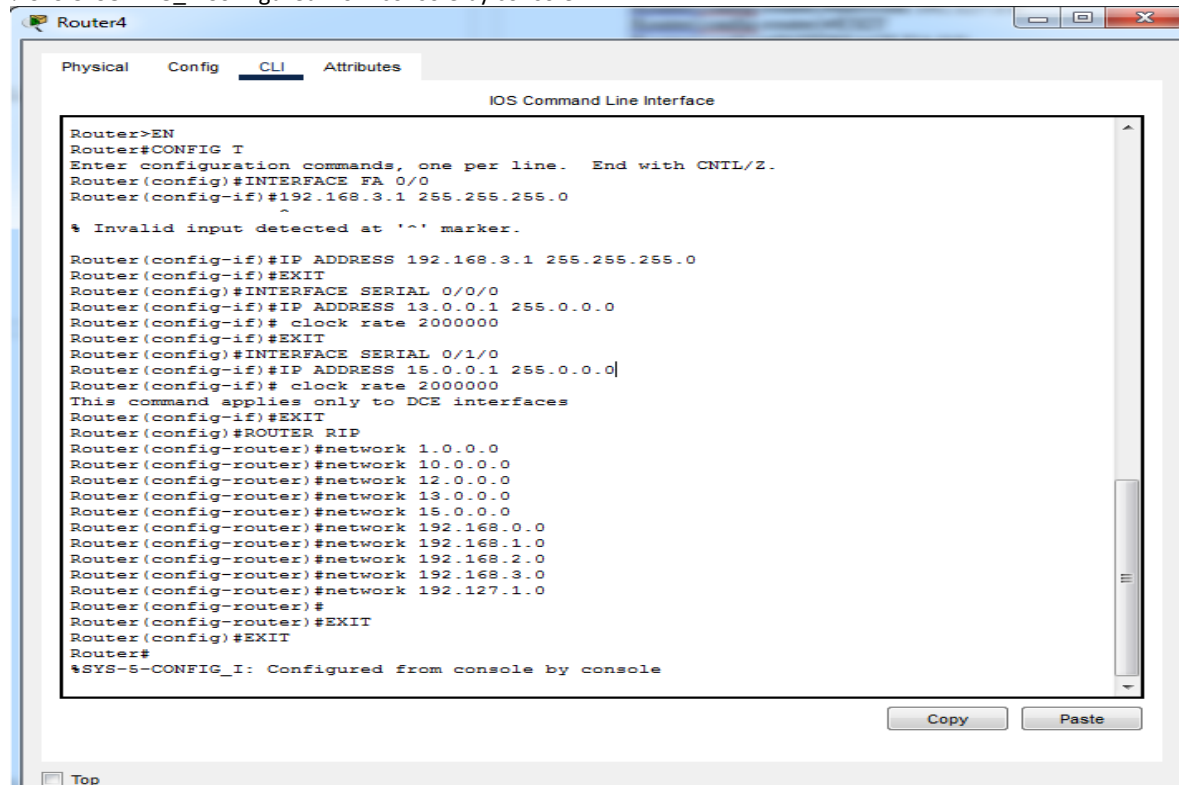 Router4
Physical Config CLI Attributes
IOS Command Line Interface
Router>EN
Router#CONFIG T
Enter configuration commands, one per line. End with CNTL/Z.
Router(config)#INTERFACE FA 0/0
Router(config-if)#192.168.3.1 255.255.255.0
^
% Invalid input detected at '^' marker.
Router(config-if)#IP ADDRESS 192.168.3.1 255.255.255.0
Router(config-if)#EXIT
Router(config)#INTERFACE SERIAL 0/0/0
Router(config-if)#IP ADDRESS 13.0.0.1 255.0.0.0
Router(config-if)# clock rate 2000000
Router(config-if)#EXIT
Router(config)#INTERFACE SERIAL 0/1/0
Router(config-if)#IP ADDRESS 15.0.0.1 255.0.0.0
Router(config-if)# clock rate 2000000
This command applies only to DCE interfaces
Router(config-if)#EXIT
Router(config)#ROUTER RIP
Router(config-router)#network 1.0.0.0
Router(config-router)#network 10.0.0.0
Router(config-router)#network 12.0.0.0
Router(config-router)#network 13.0.0.0
Router(config-router)#network 15.0.0.0
Router(config-router)#network 192.168.0.0
Router(config-router)#network 192.168.1.0
Router(config-router)#network 192.168.2.0
Router(config-router)#network 192.168.3.0
Router(config-router)#network 192.127.1.0
Router(config-router)#
Router(config-router)#EXIT
Router(config)#EXIT
Router#
%SYS-5-CONFIG_I: Configured from console by console
Copy Paste
Top